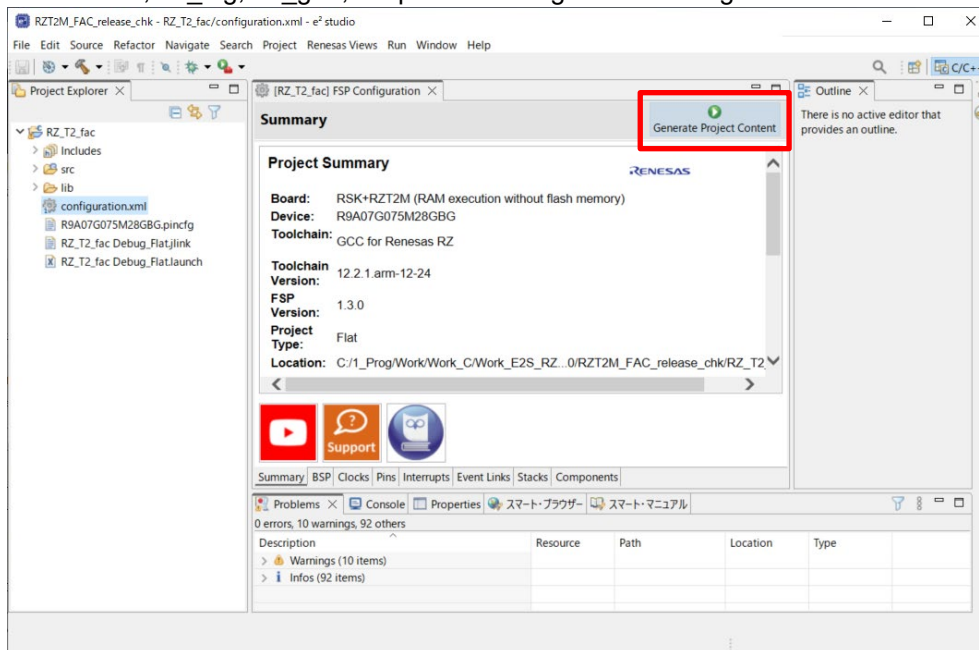 RZT2M_FAC_release_chk - RZ_T2_fac/configuration.xml - e² studio
File Edit Source Refactor Navigate Search Project Renesas Views Run Window Help
C/C+
Project Explorer
[RZ_T2_fac] FSP Configuration
Outline
Summary
Generate Project Content
There is no active editor that
provides an outline.
RZ_T2_fac
Includes
src
lib
configuration.xml
R9A07G075M28GBG.pincfg
RZ_T2_fac Debug_Flat.jlink
RZ_T2_fac Debug_Flat.launch
Project Summary
RENESAS
Board: RSK+RZT2M (RAM execution without flash memory)
Device: R9A07G075M28GBG
Toolchain: GCC for Renesas RZ
Toolchain
Version: 12.2.1.arm-12-24
FSP
Version: 1.3.0
Project
Type: Flat
Location: C:/1_Prog/Work/Work_C/Work_E2S_RZ...0/RZT2M_FAC_release_chk/RZ_T2
Support
Summary BSP Clocks Pins Interrupts Event Links Stacks Components
Problems Console Properties スマート・ブラウザー スマート・マニュアル
0 errors, 10 warnings, 92 others
Description Resource Path Location Type
Warnings (10 items)
Infos (92 items)